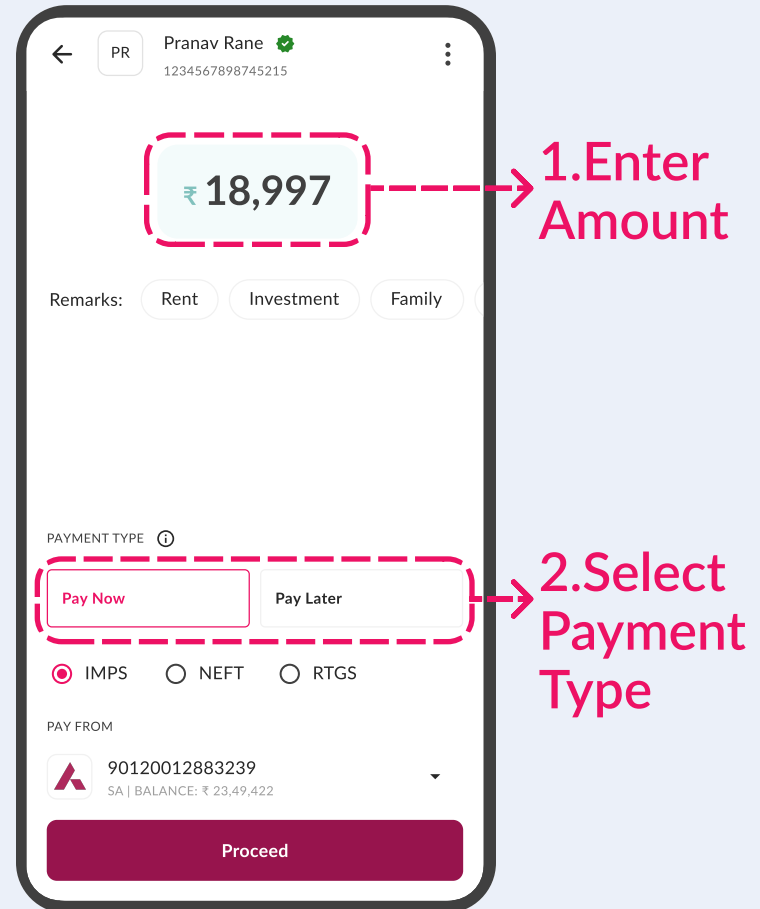 PR
Pranav Rane
1234567898745215
₹ 18,997
1.Enter
Amount
Remarks: Rent Investment Family
PAYMENT TYPE
Pay Now Pay Later
2.Select
Payment
Type
IMPS NEFT RTGS
PAY FROM
90120012883239
SA | BALANCE: ₹ 23,49,422
Proceed